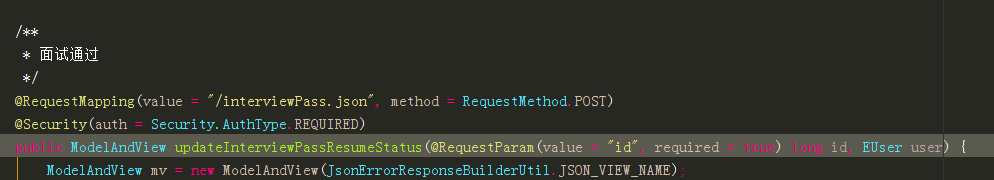 /**
* 面试通过
*/
@RequestMapping(value = "/interviewPass.json", method = RequestMethod.POST)
@Security(auth = Security.AuthType.REQUIRED)
public ModelAndView updateInterviewPassResumeStatus(@RequestParam(value = "id", required = true) long id, EUser user) {
ModelAndView mv = new ModelAndView(JsonErrorResponseBuilderUtil.JSON_VIEW_NAME);